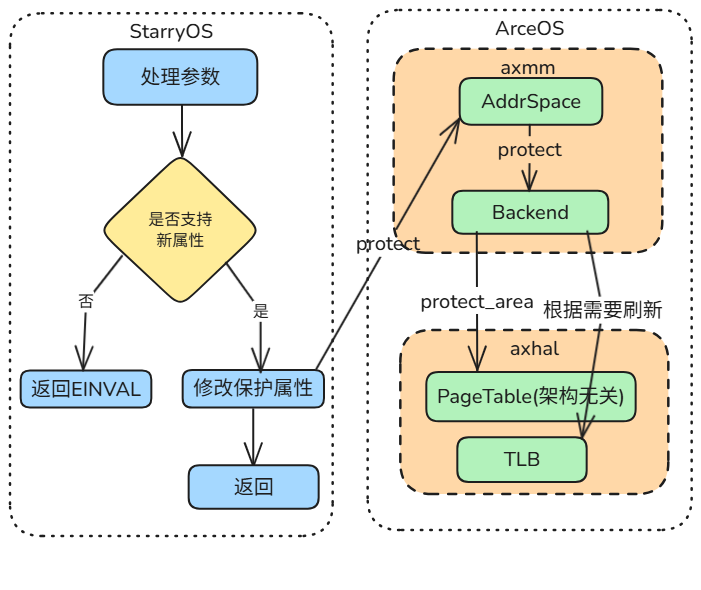 StarryOS
处理参数
是否支持
新属性
否
是
返回EINVAL
修改保护属性
返回
protect
ArceOS
axmm
AddrSpace
protect
Backend
protect_area
根据需要刷新
axhal
PageTable(架构无关)
TLB